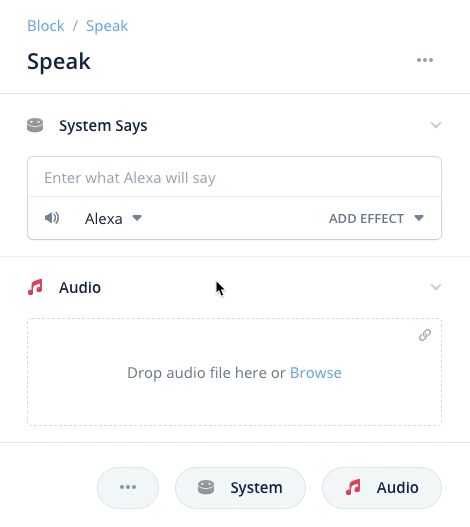 Block / Speak
Speak
System Says
Enter what Alexa will say
Alexa ADD EFFECT
Audio
Drop audio file here or Browse
System Audio